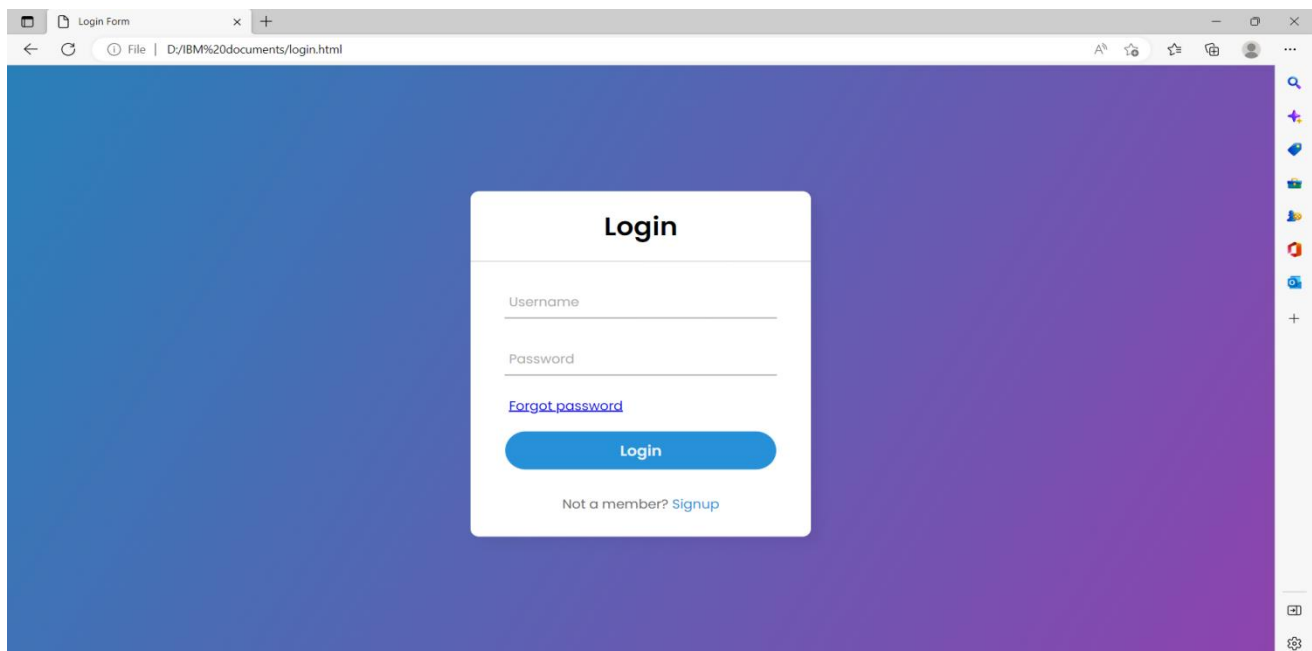 Login Form
File | D:/IBM%20documents/login.html
Login
Username
Password
Forgot password
Login
Not a member? Signup